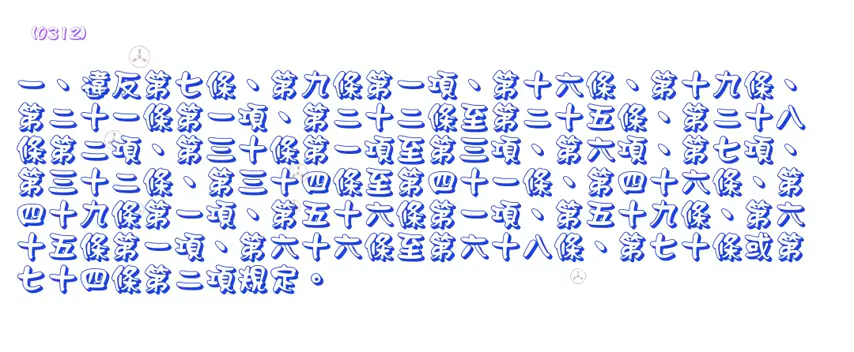 (0312)
一、違反第七條、第九條第一項、第十六條、第十九條、
第二十一條第一項、第二十二條至第二十五條、第二十八
條第二項、第三十條第一項至第三項、第六項、第七項、
第三十二條、第三十四條至第四十一條、第四十六條、第
四十九條第一項、第五十六條第一項、第五十九條、第六
十五條第一項、第六十六條至第六十八條、第七十條或第
七十四條第二項規定。